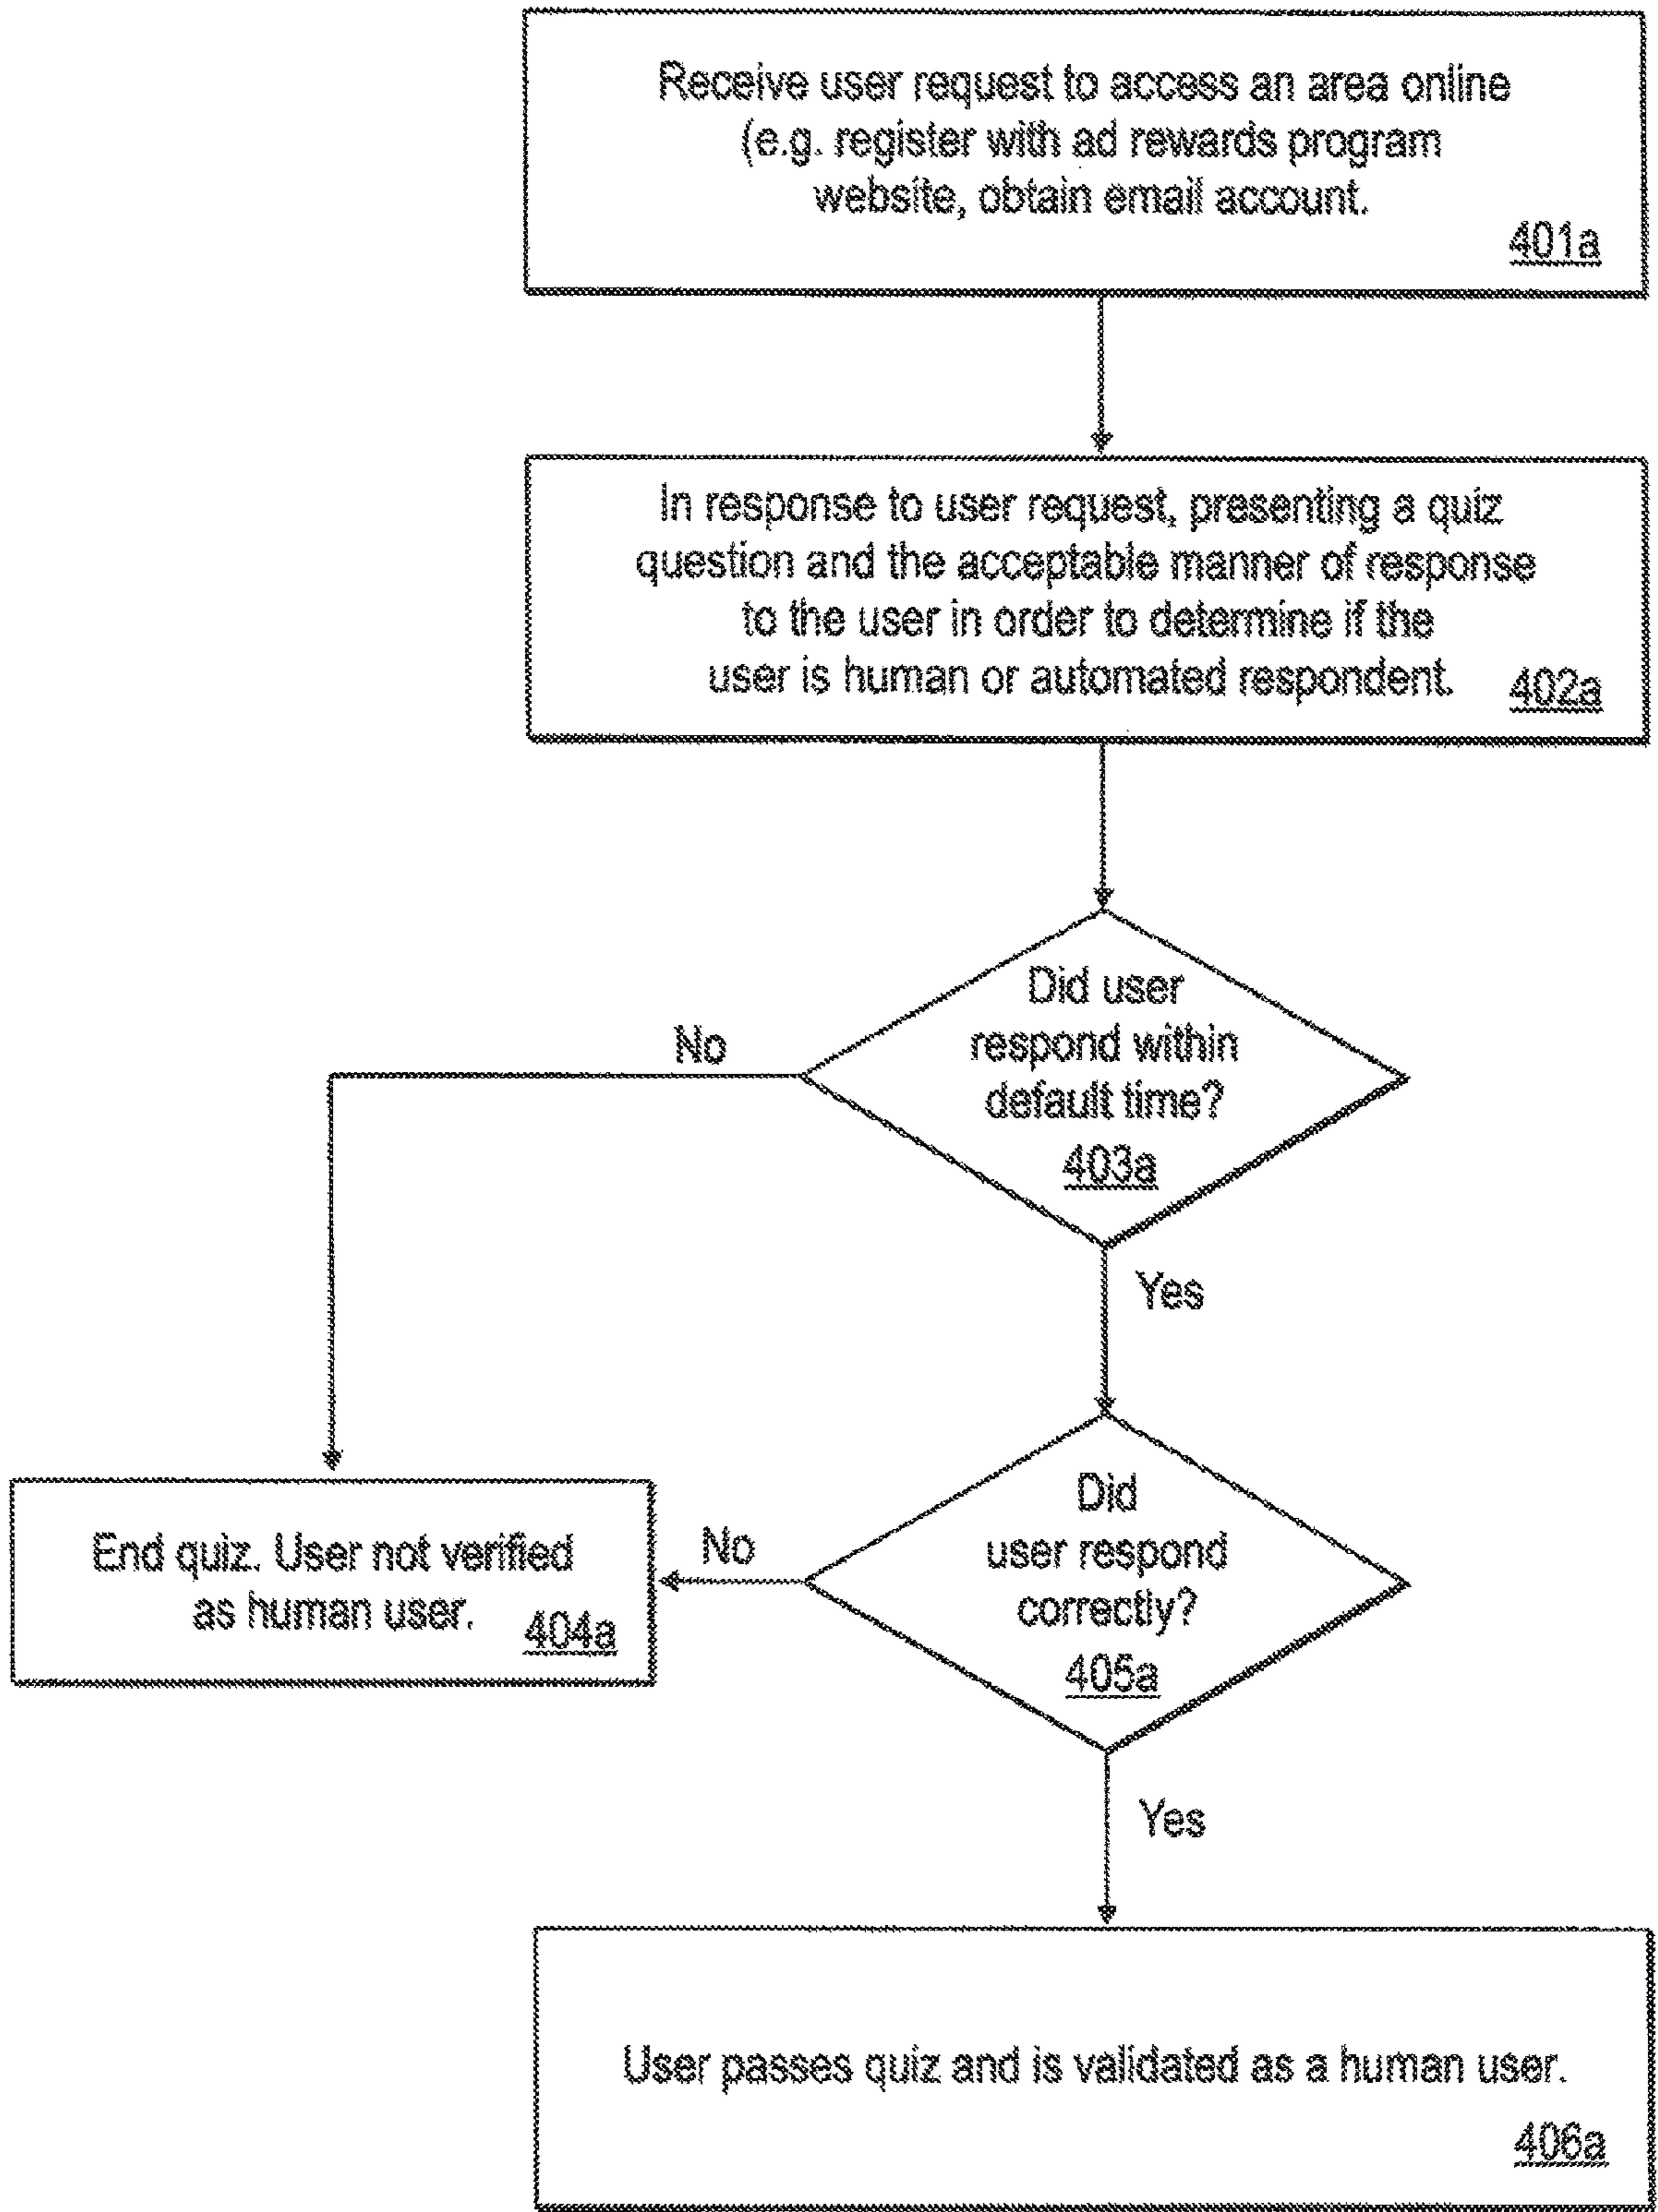 Receive user request to access an area online
(e.g. register with ad rewards program
website, obtain email account.
401a
In response to user request, presenting a quiz
question and the acceptable manner of response
to the user in order to determine if the
user is human or automated respondent.
402a
Did user
respond within
default time?
403a
No
Yes
Did
user respond
correctly?
405a
No
End quiz. User not verified
as human user.
404a
Yes
User passes quiz and is validated as a human user.
406a